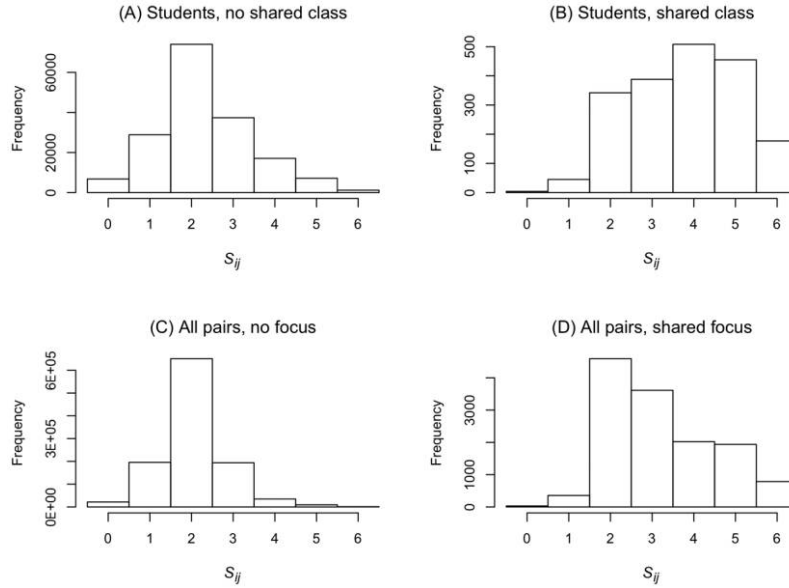 (A) Students, no shared class
Frequency
60000
20000
0
0 1 2 3 4 5 6
Sij
(B) Students, shared class
Frequency
500
300
100
0
0 1 2 3 4 5 6
Sij
(C) All pairs, no focus
Frequency
6E+05
3E+05
0E+00
0 1 2 3 4 5 6
Sij
(D) All pairs, shared focus
Frequency
3000
1000
0
0 1 2 3 4 5 6
Sij